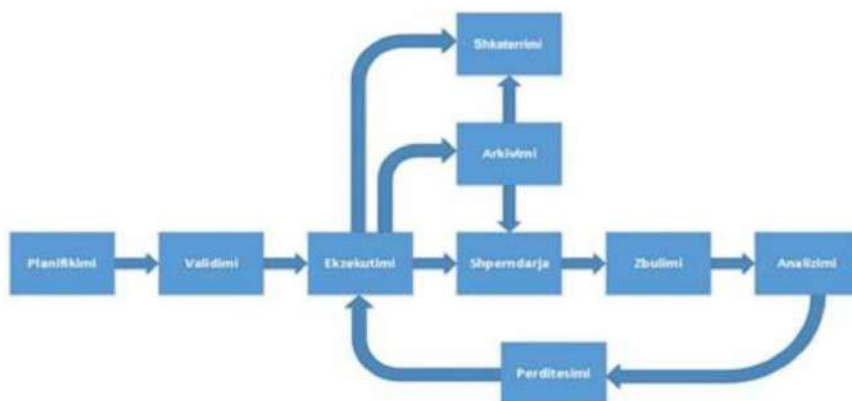 Shkaterrimi
Arkivimi
Planifikimi
Validimi
Ekzekutimi
Shperndarja
Zbulimi
Analizimi
Perditesimi